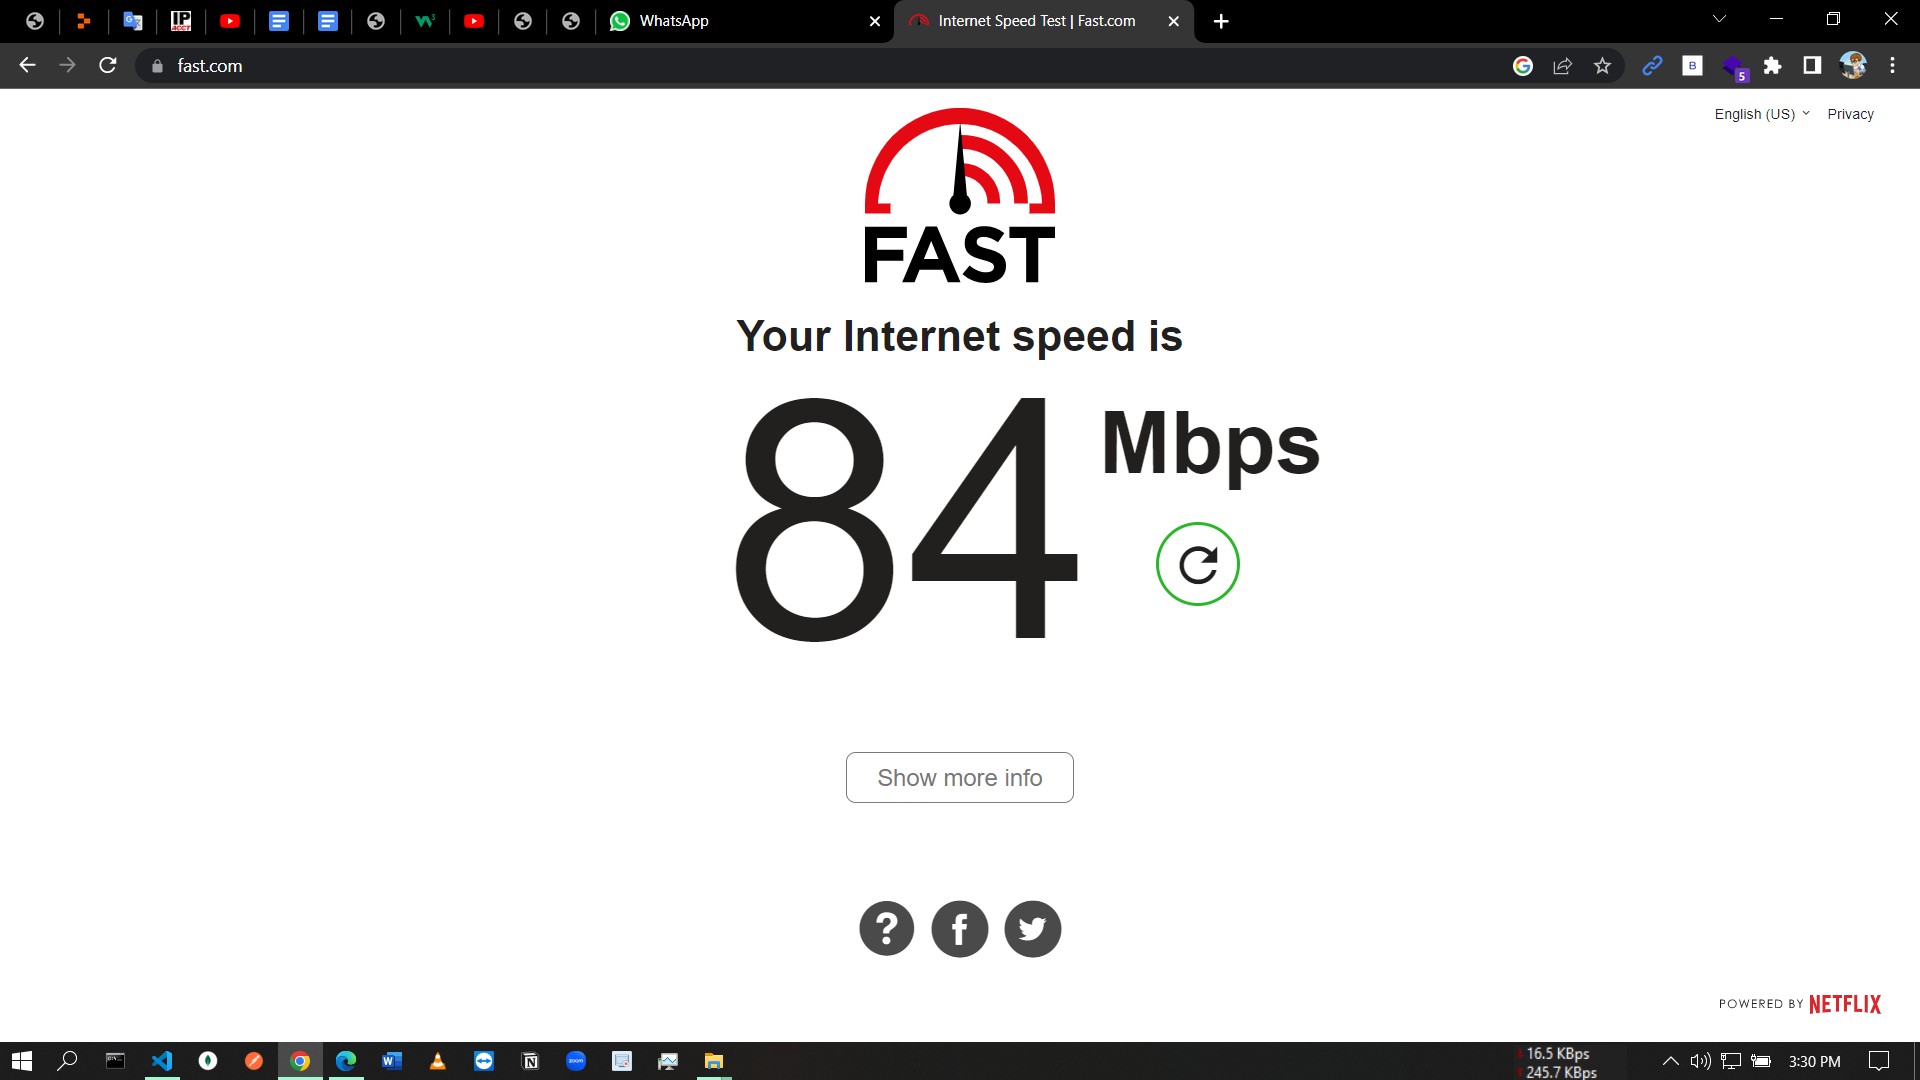 WhatsApp
Internet Speed Test | Fast.com
fast.com
B
5
English (US)
Privacy
FAST
Your Internet speed is
84 Mbps
Show more info
POWERED BY NETFLIX
16.5 KBps
245.7 KBps
3:30 PM